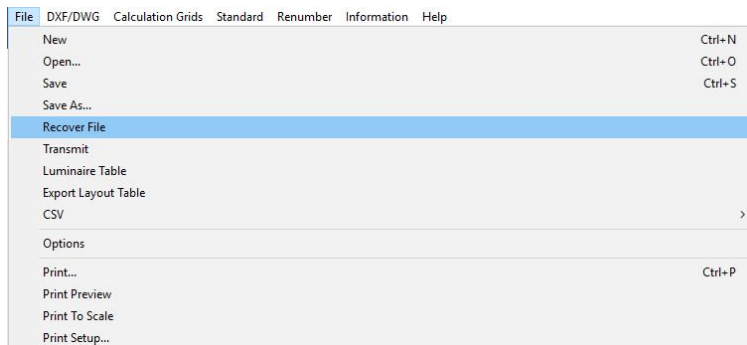 File DXF/DWG Calculation Grids Standard Renumber Information Help
New Ctrl+N
Open... Ctrl+O
Save Ctrl+S
Save As...
Recover File
Transmit
Luminaire Table
Export Layout Table
CSV
Options
Print... Ctrl+P
Print Preview
Print To Scale
Print Setup...